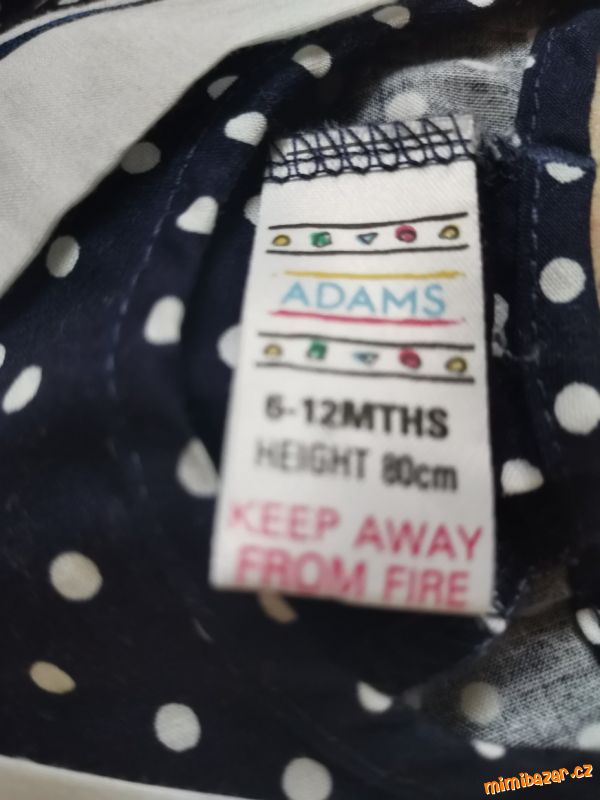 ADAMS
6-12MTHS
HEIGHT 80cm
KEEP AWAY
FROM FIRE
mimibazar.cz